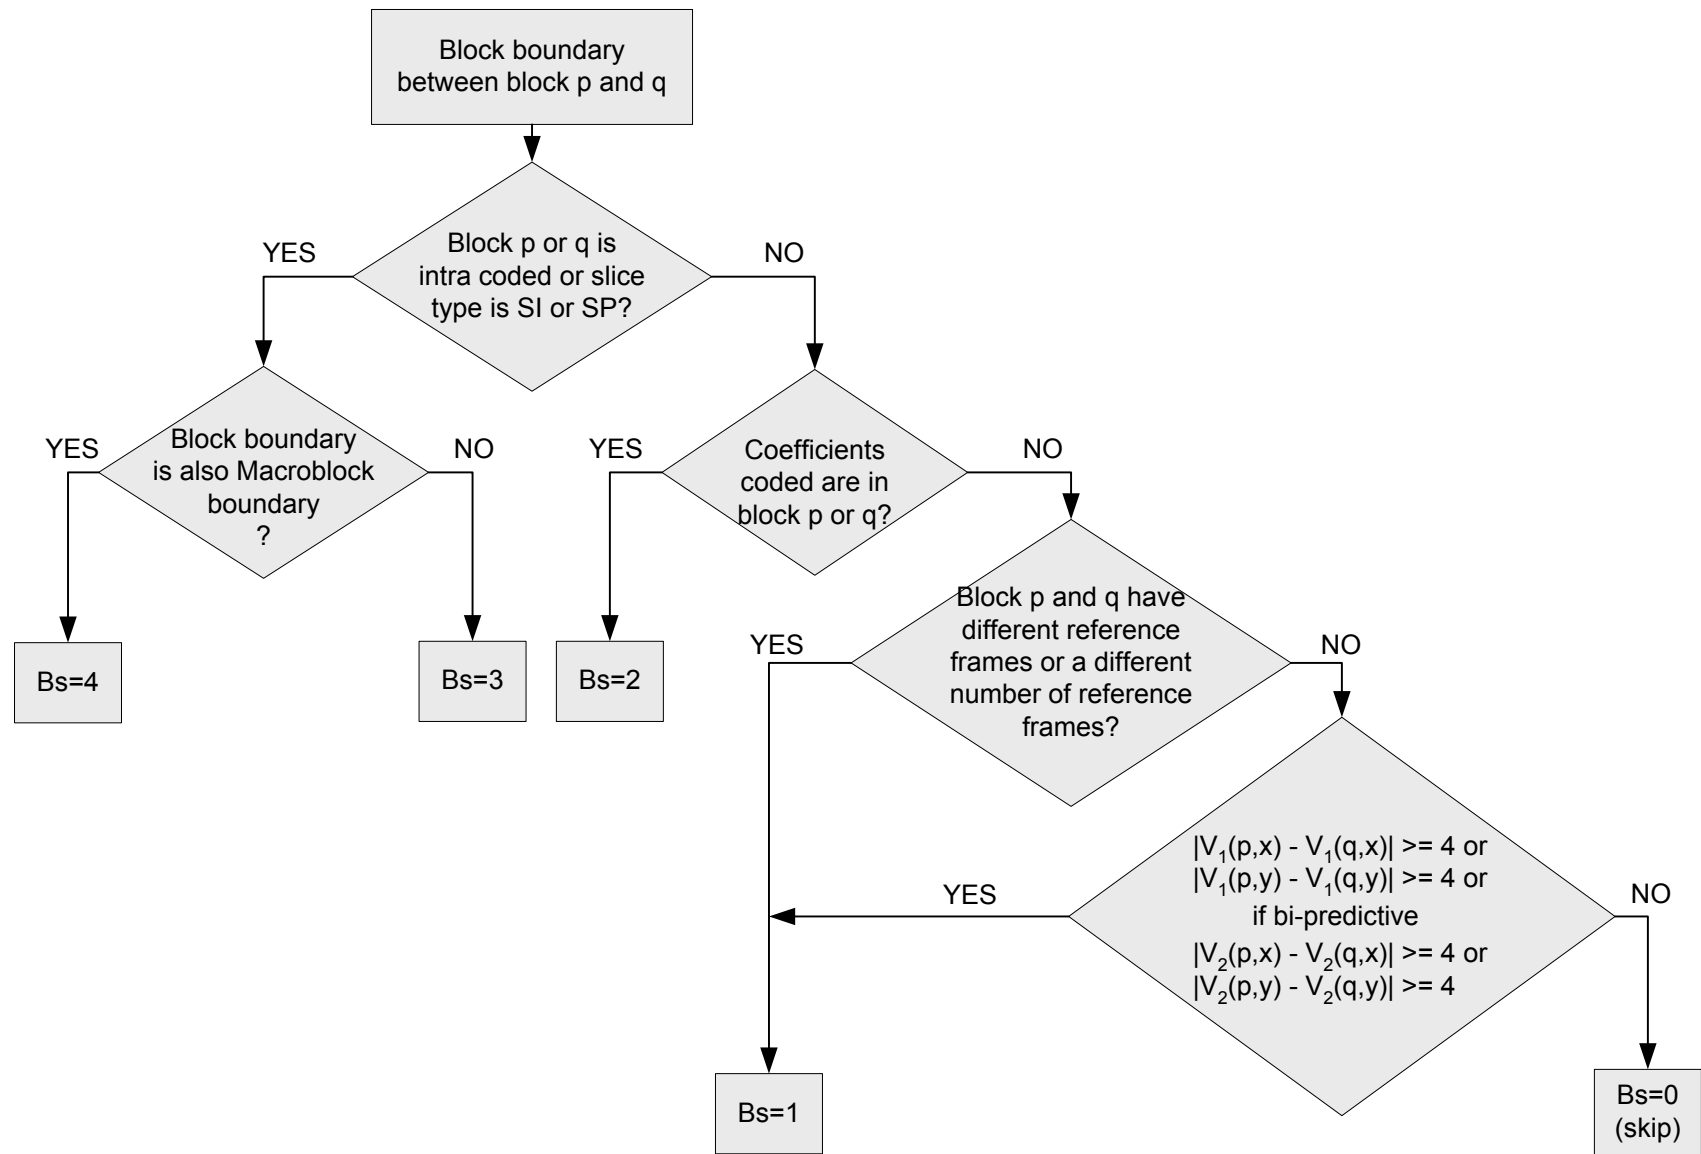 Block boundary
between block p and q
YES
Block p or q is
intra coded or slice
type is SI or SP?
NO
YES
Block boundary
is also Macroblock
boundary
?
NO
YES
Coefficients
coded are in
block p or q?
NO
Bs=4
Bs=3
Bs=2
YES
Block p and q have
different reference
frames or a different
number of reference
frames?
NO
YES
|V1(p,x) - V1(q,x)| >= 4 or
|V1(p,y) - V1(q,y)| >= 4 or
if bi-predictive
|V2(p,x) - V2(q,x)| >= 4 or
|V2(p,y) - V2(q,y)| >= 4
NO
Bs=1
Bs=0
(skip)